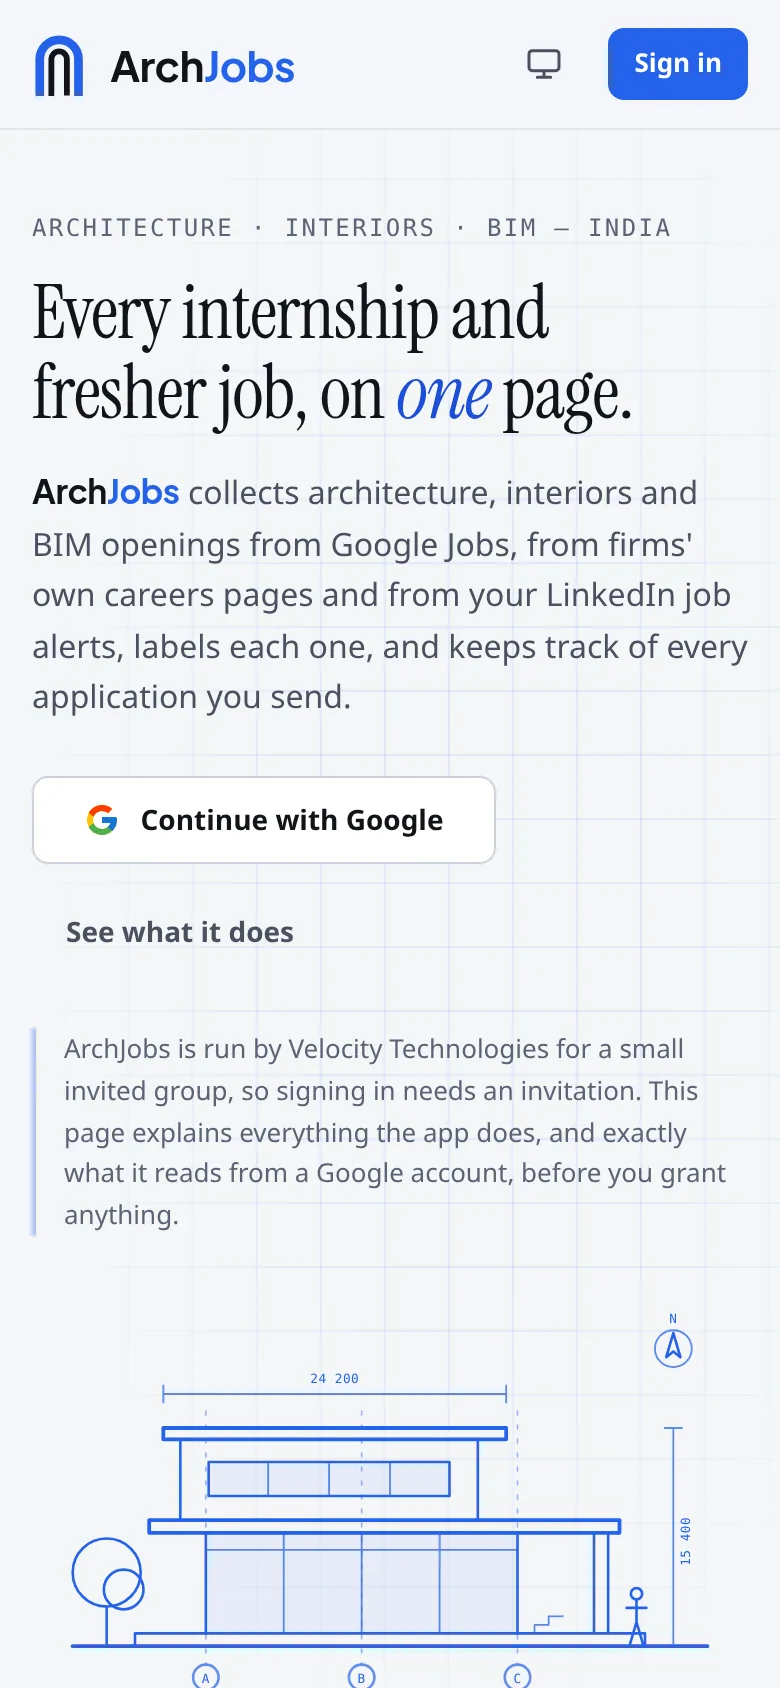 ArchJobs
Sign in
ARCHITECTURE · INTERIORS · BIM — INDIA
Every internship and
fresher job, on one page.
ArchJobs collects architecture, interiors and
BIM openings from Google Jobs, from firms'
own careers pages and from your LinkedIn job
alerts, labels each one, and keeps track of every
application you send.
Continue with Google
See what it does
ArchJobs is run by Velocity Technologies for a small
invited group, so signing in needs an invitation. This
page explains everything the app does, and exactly
what it reads from a Google account, before you grant
anything.
N
24 200
15 400
A B C